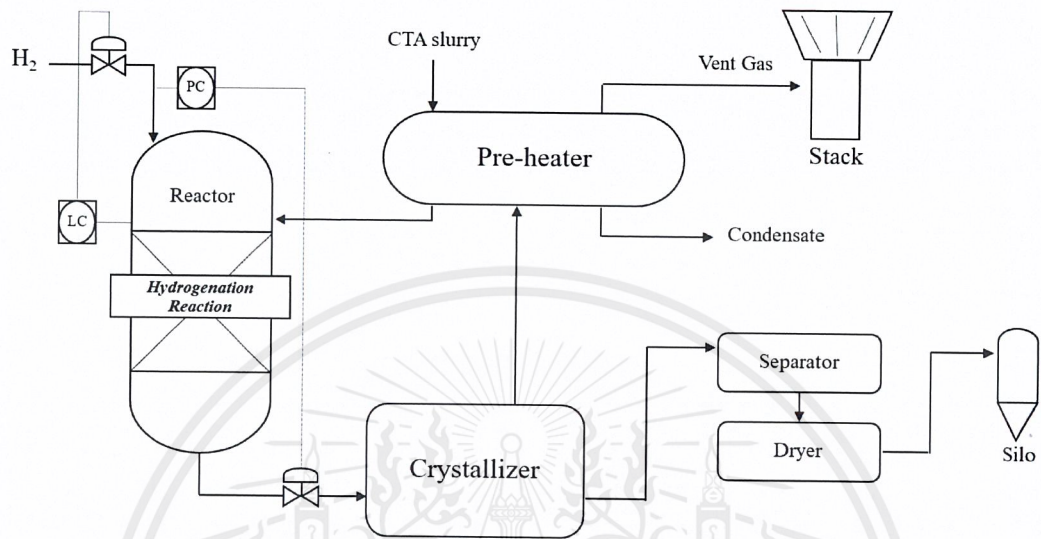 H₂
PC
CTA slurry
Vent Gas
Stack
Pre-heater
Reactor
LC
Condensate
Hydrogenation
Reaction
Separator
Dryer
Silo
Crystallizer